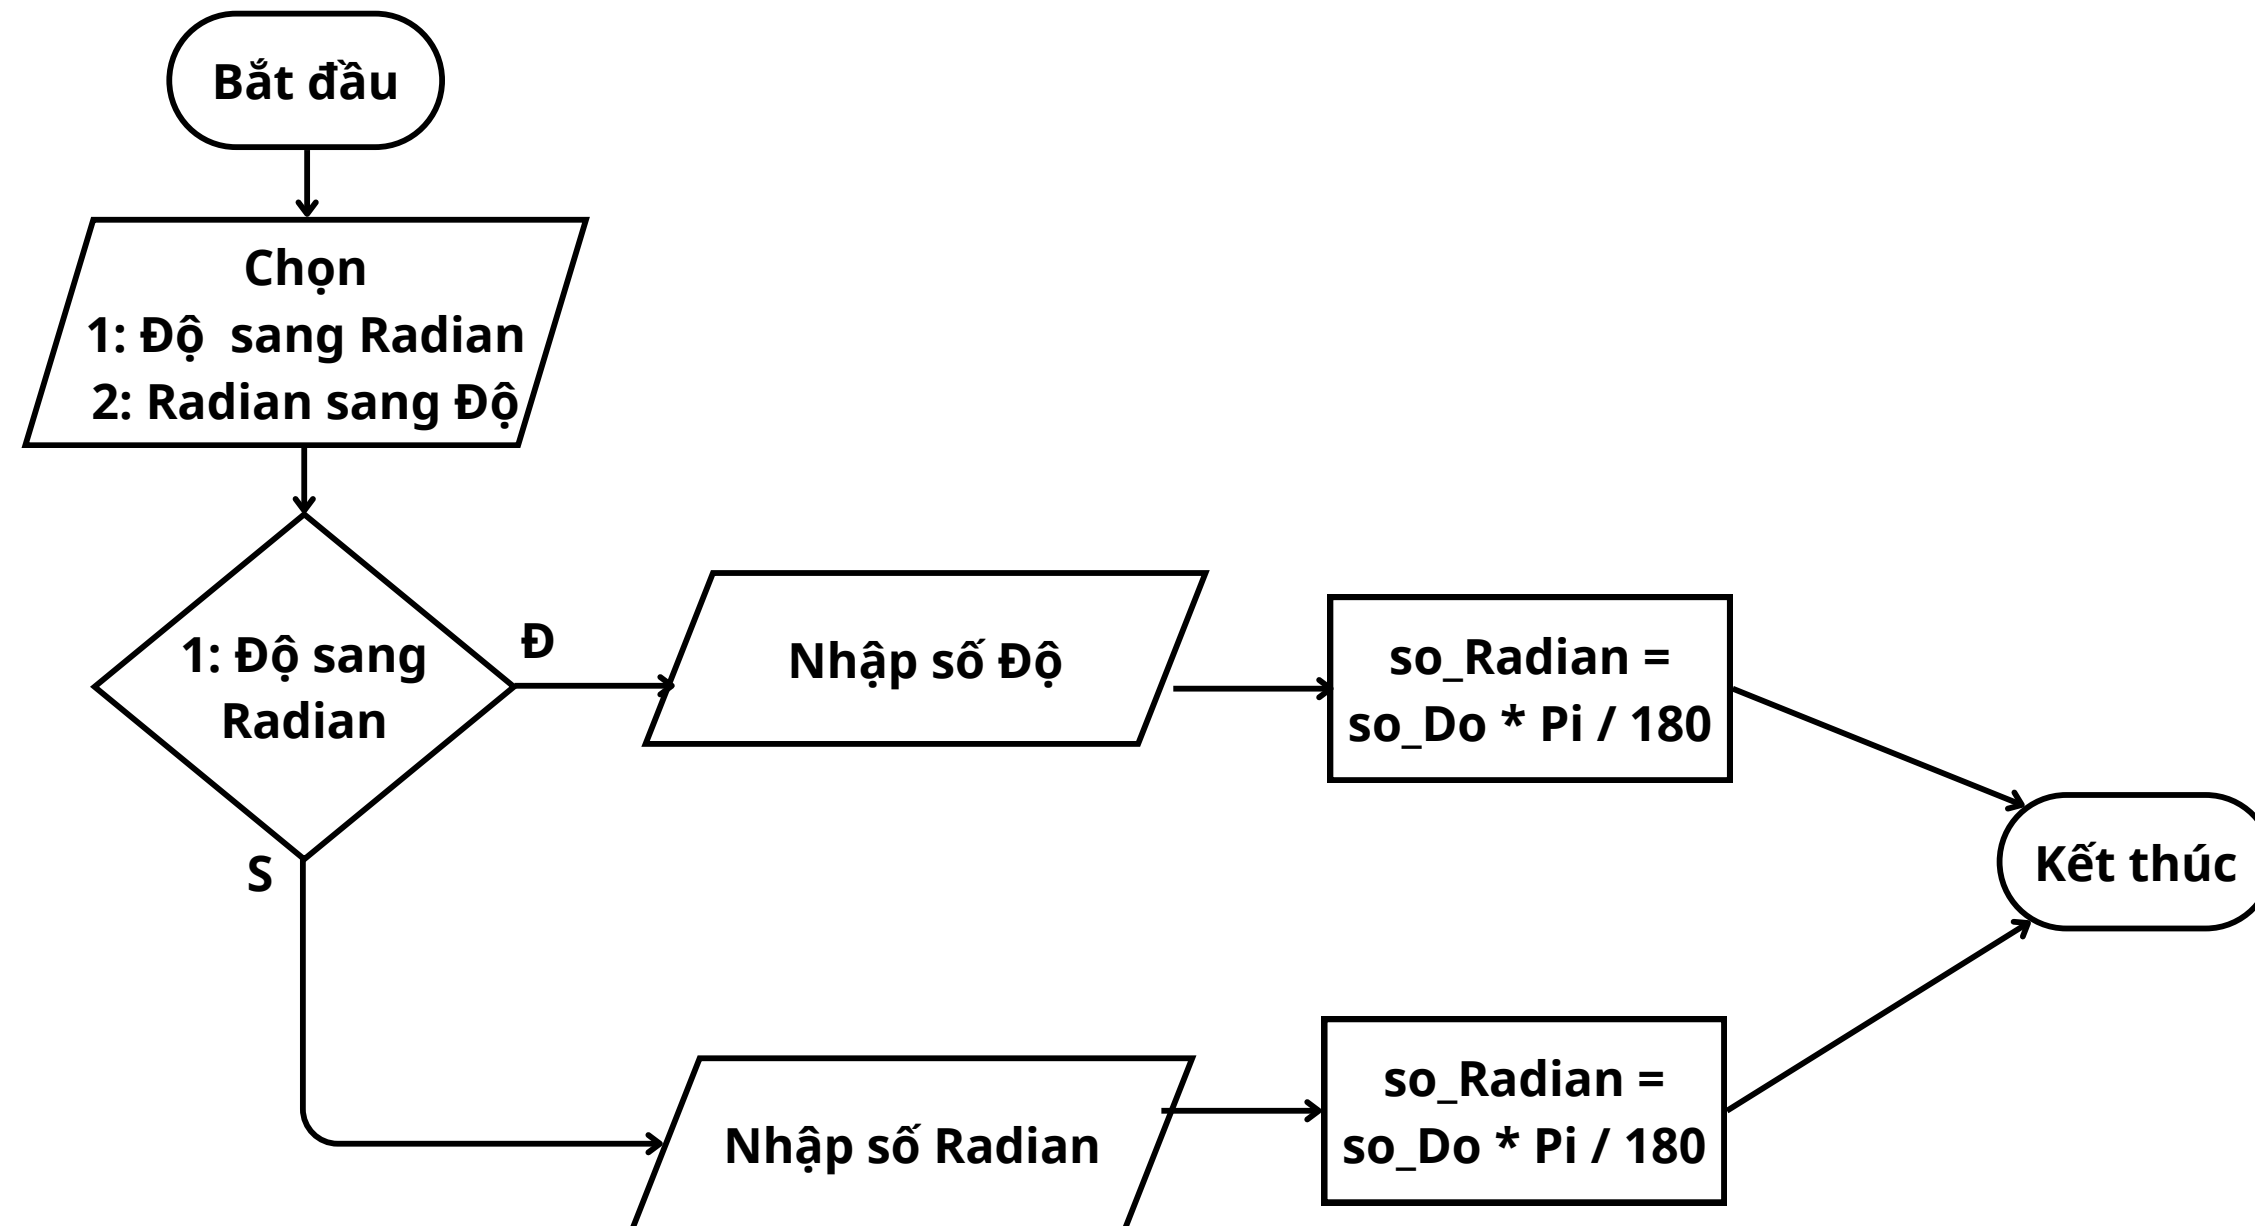 Bắt đầu
Chọn
1: Độ  sang Radian
2: Radian sang Độ
1: Độ sang
Radian
Đ
Nhập số Độ
so_Radian =
so_Do * Pi / 180
Kết thúc
S
Nhập số Radian
so_Radian =
so_Do * Pi / 180